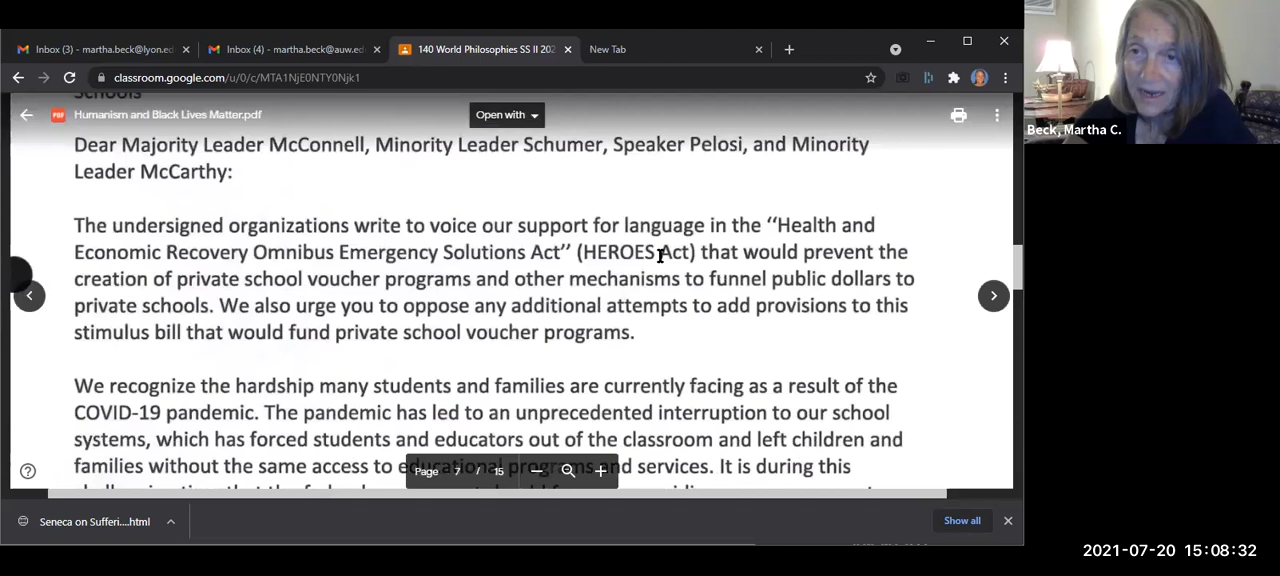 Inbox (3) - martha.beck@lyon.ed
Inbox (4) - martha.beck@auw.ed
140 World Philosophies SS II 202
New Tab
classroom.google.com/u/0/c/MTA1NjE0NTY0Njk1
Schools
PDF
Humanism and Black Lives Matter.pdf
Open with
Dear Majority Leader McConnell, Minority Leader Schumer, Speaker Pelosi, and Minority
Leader McCarthy:
The undersigned organizations write to voice our support for language in the ‘‘Health and
Economic Recovery Omnibus Emergency Solutions Act’’ (HEROES Act) that would prevent the
creation of private school voucher programs and other mechanisms to funnel public dollars to
private schools. We also urge you to oppose any additional attempts to add provisions to this
stimulus bill that would fund private school voucher programs.
We recognize the hardship many students and families are currently facing as a result of the
COVID-19 pandemic. The pandemic has led to an unprecedented interruption to our school
systems, which has forced students and educators out of the classroom and left children and
families without the same access to educational programs and services. It is during this
Page 7 / 15
Seneca on Sufferi....html
Show all
Beck, Martha C.
2021-07-20 15:08:32